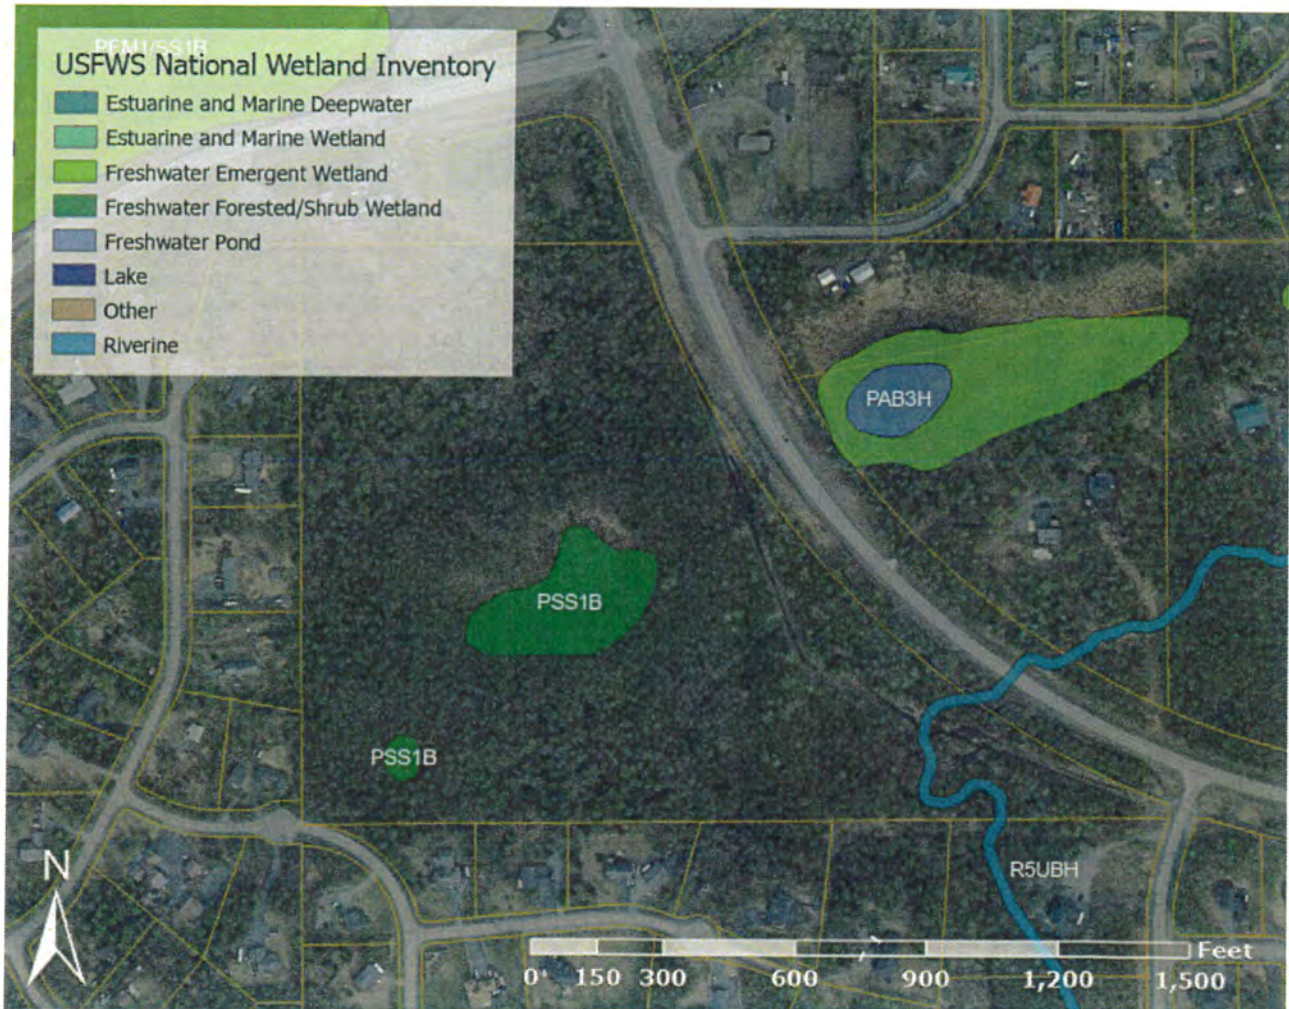 PEM1/SS1B
USFWS National Wetland Inventory
Estuarine and Marine Deepwater
Estuarine and Marine Wetland
Freshwater Emergent Wetland
Freshwater Forested/Shrub Wetland
Freshwater Pond
Lake
Other
Riverine
PAB3H
PSS1B
PSS1B
R5UBH
N
Feet
0 150 300 600 900 1,200 1,500